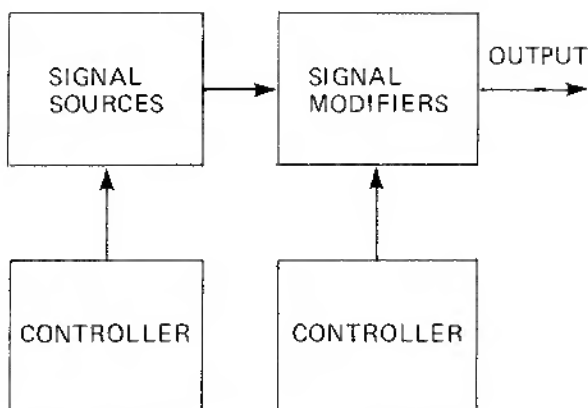 SIGNAL
SOURCES
SIGNAL
MODIFIERS
OUTPUT
CONTROLLER
CONTROLLER